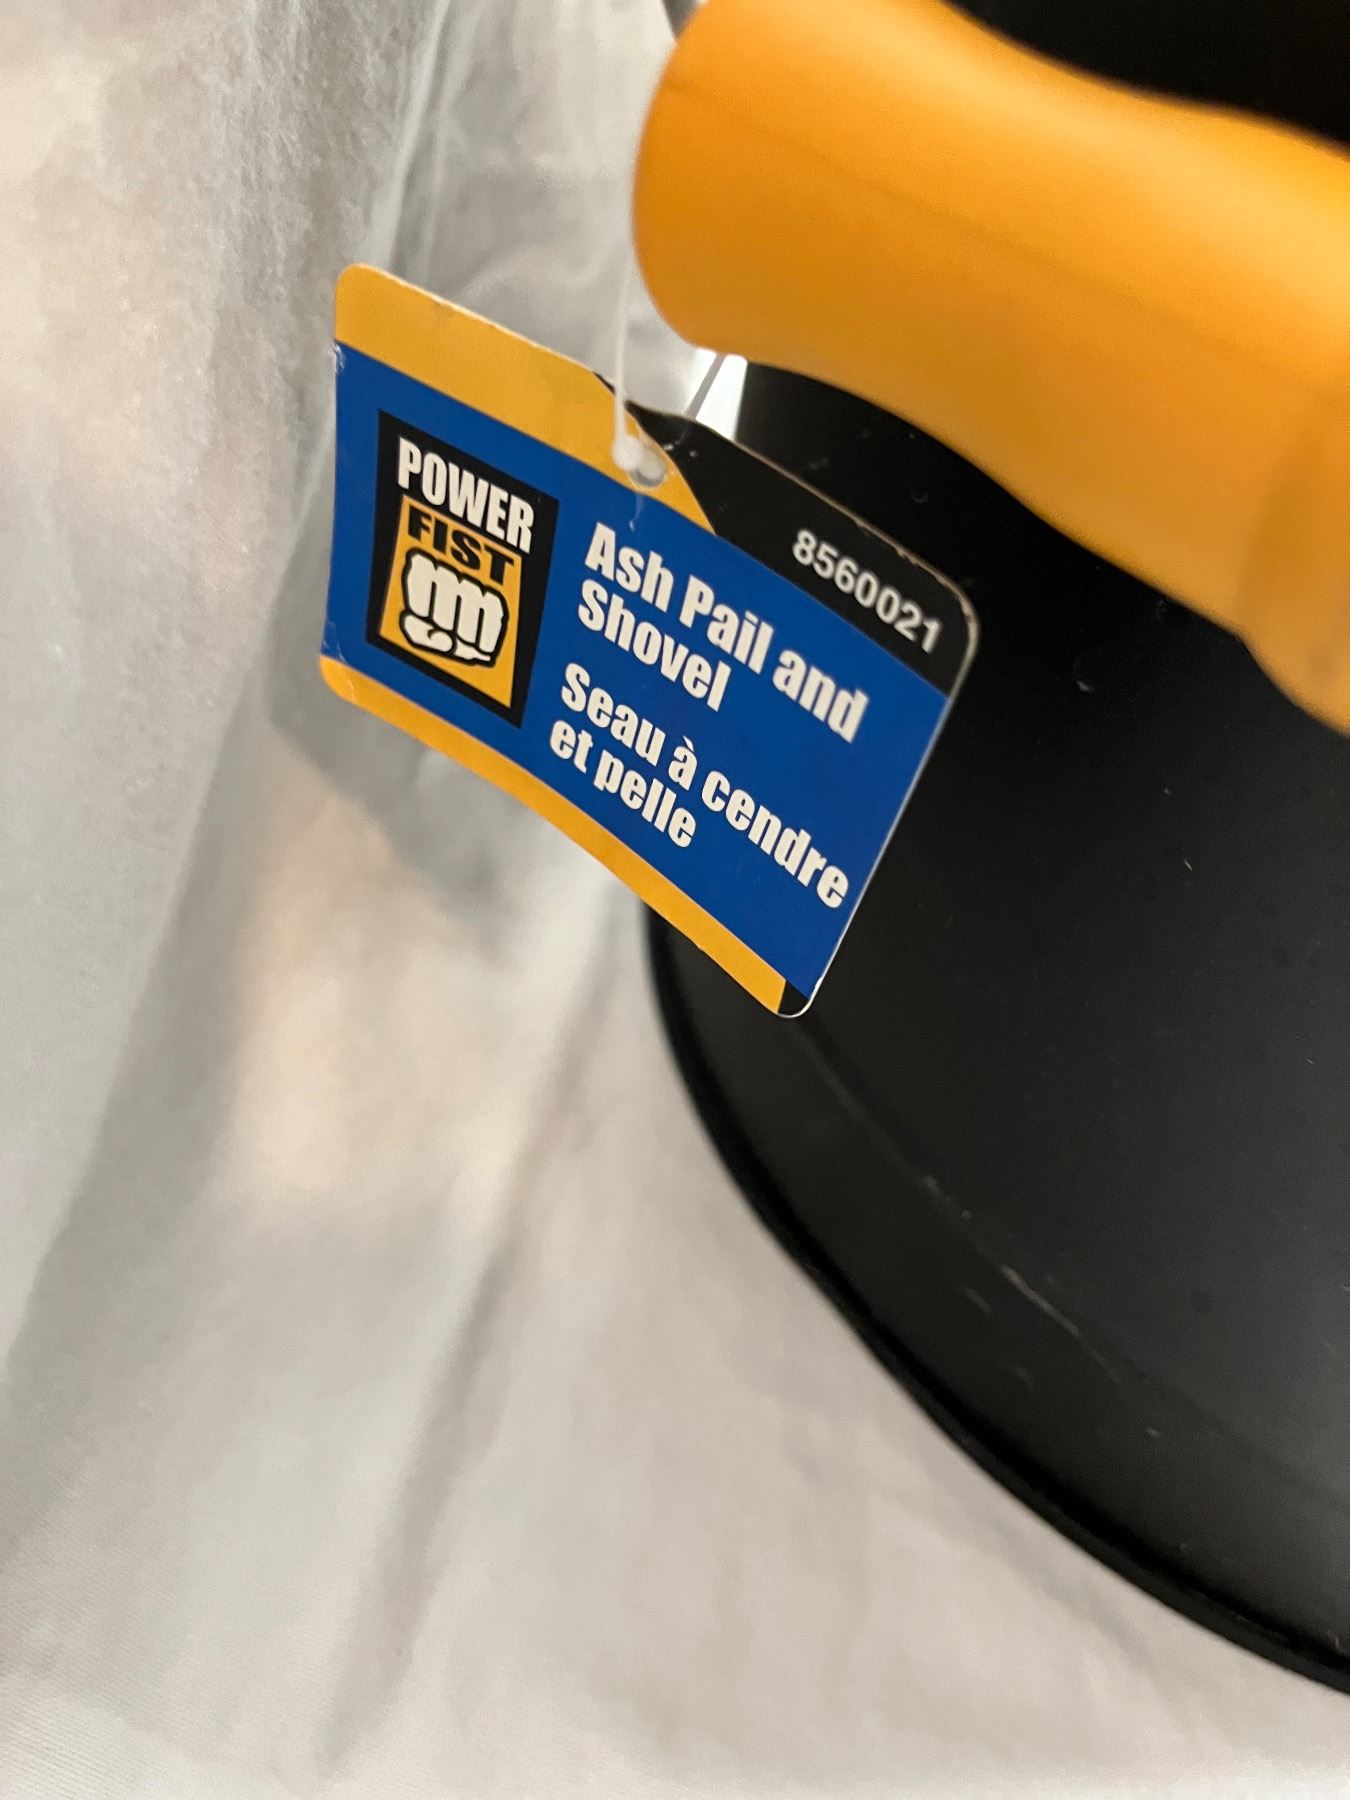 POWER
FIST
8560021
Ash Pail and
Shovel
Seau à cendre
et pelle